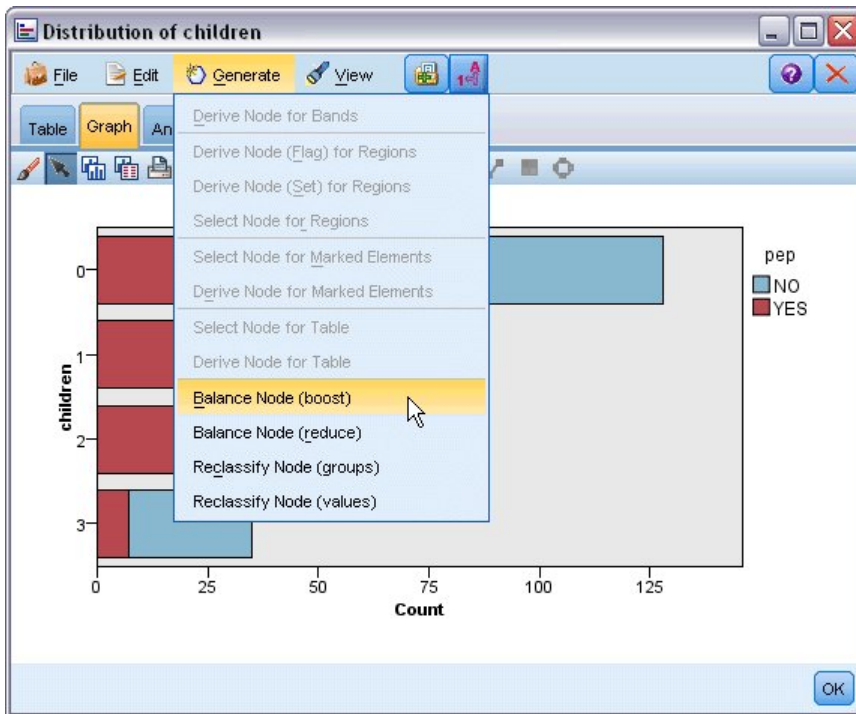 Distribution of children
File Edit Generate View
Table Graph An
Derive Node for Bands
Derive Node (Flag) for Regions
Derive Node (Set) for Regions
Select Node for Regions
Select Node for Marked Elements
Derive Node for Marked Elements
Select Node for Table
Derive Node for Table
Balance Node (boost)
Balance Node (reduce)
Reclassify Node (groups)
Reclassify Node (values)
children
0
1
2
3
0 25 50 75 100 125
Count
pep
NO
YES
OK